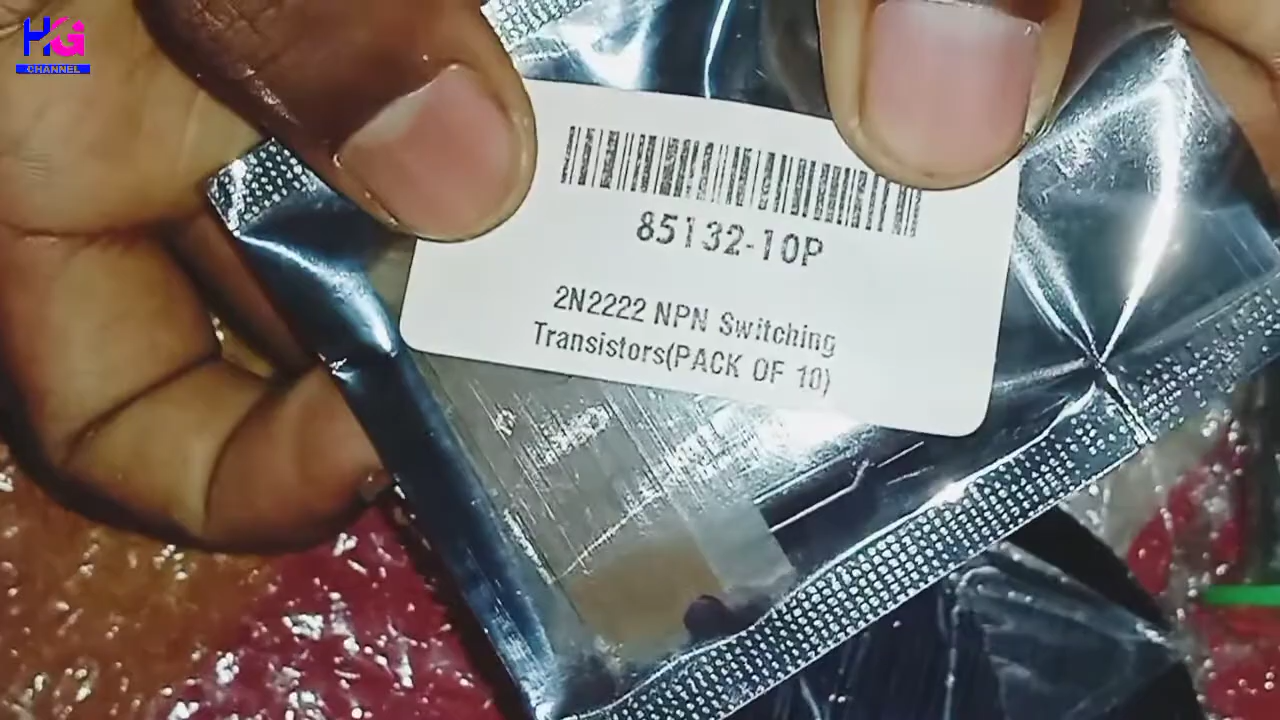 HG
CHANNEL
85132-10P
2N2222 NPN Switching
Transistors(PACK OF 10)